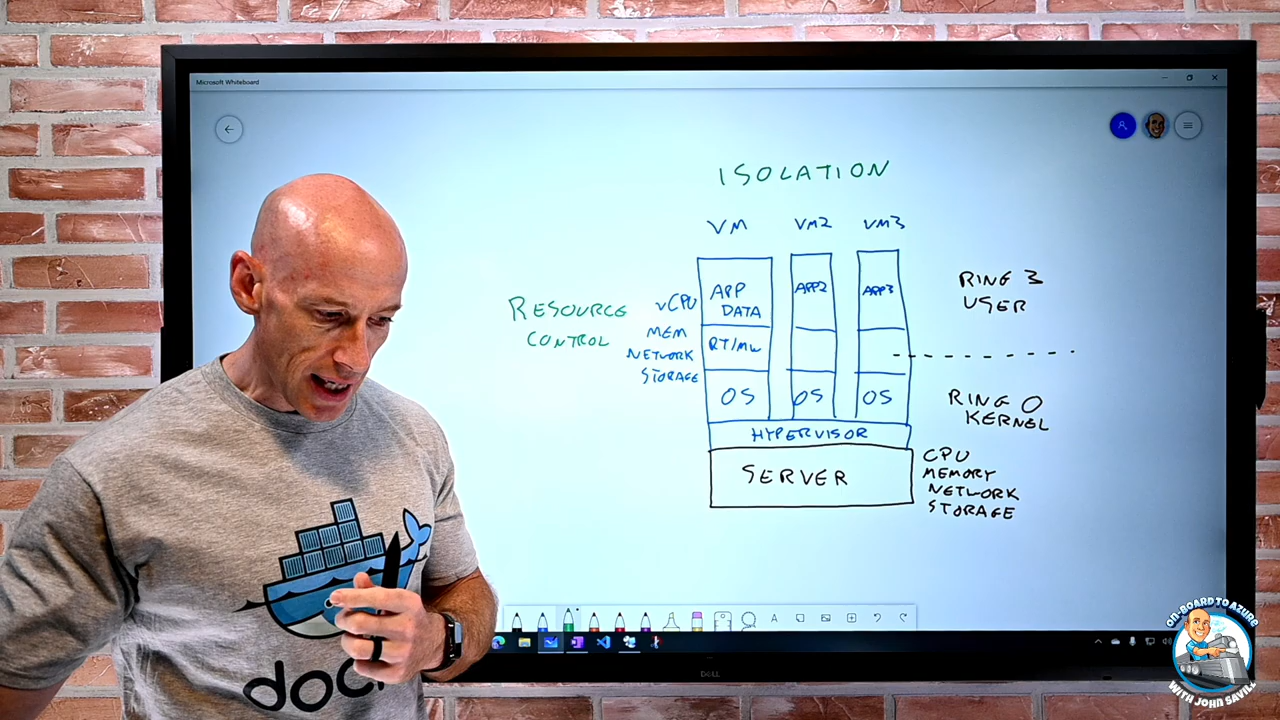 Microsoft Whiteboard
ISOLATION
VM VM2 VM3
RESOURCE
CONTROL
vCPU
MEM
NETWORK
STORAGE
APP
DATA
RT/MW
OS
APP2
OS
APP3
OS
HYPERVISOR
SERVER
RING 3
USER
RING 0
KERNEL
CPU
MEMORY
NETWORK
STORAGE
A
DELL
ON-BOARD TO AZURE
WITH JOHN SAVILL